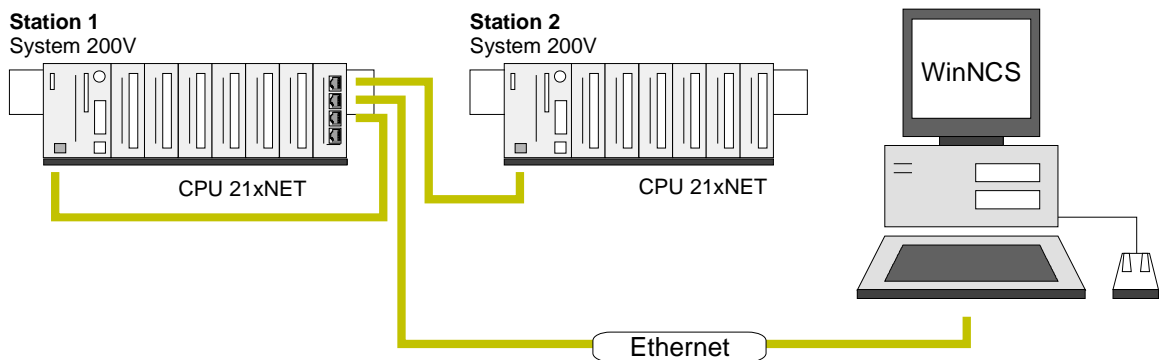 Station 1
System 200V
Station 2
System 200V
WinNCS
CPU 21xNET
CPU 21xNET
Ethernet